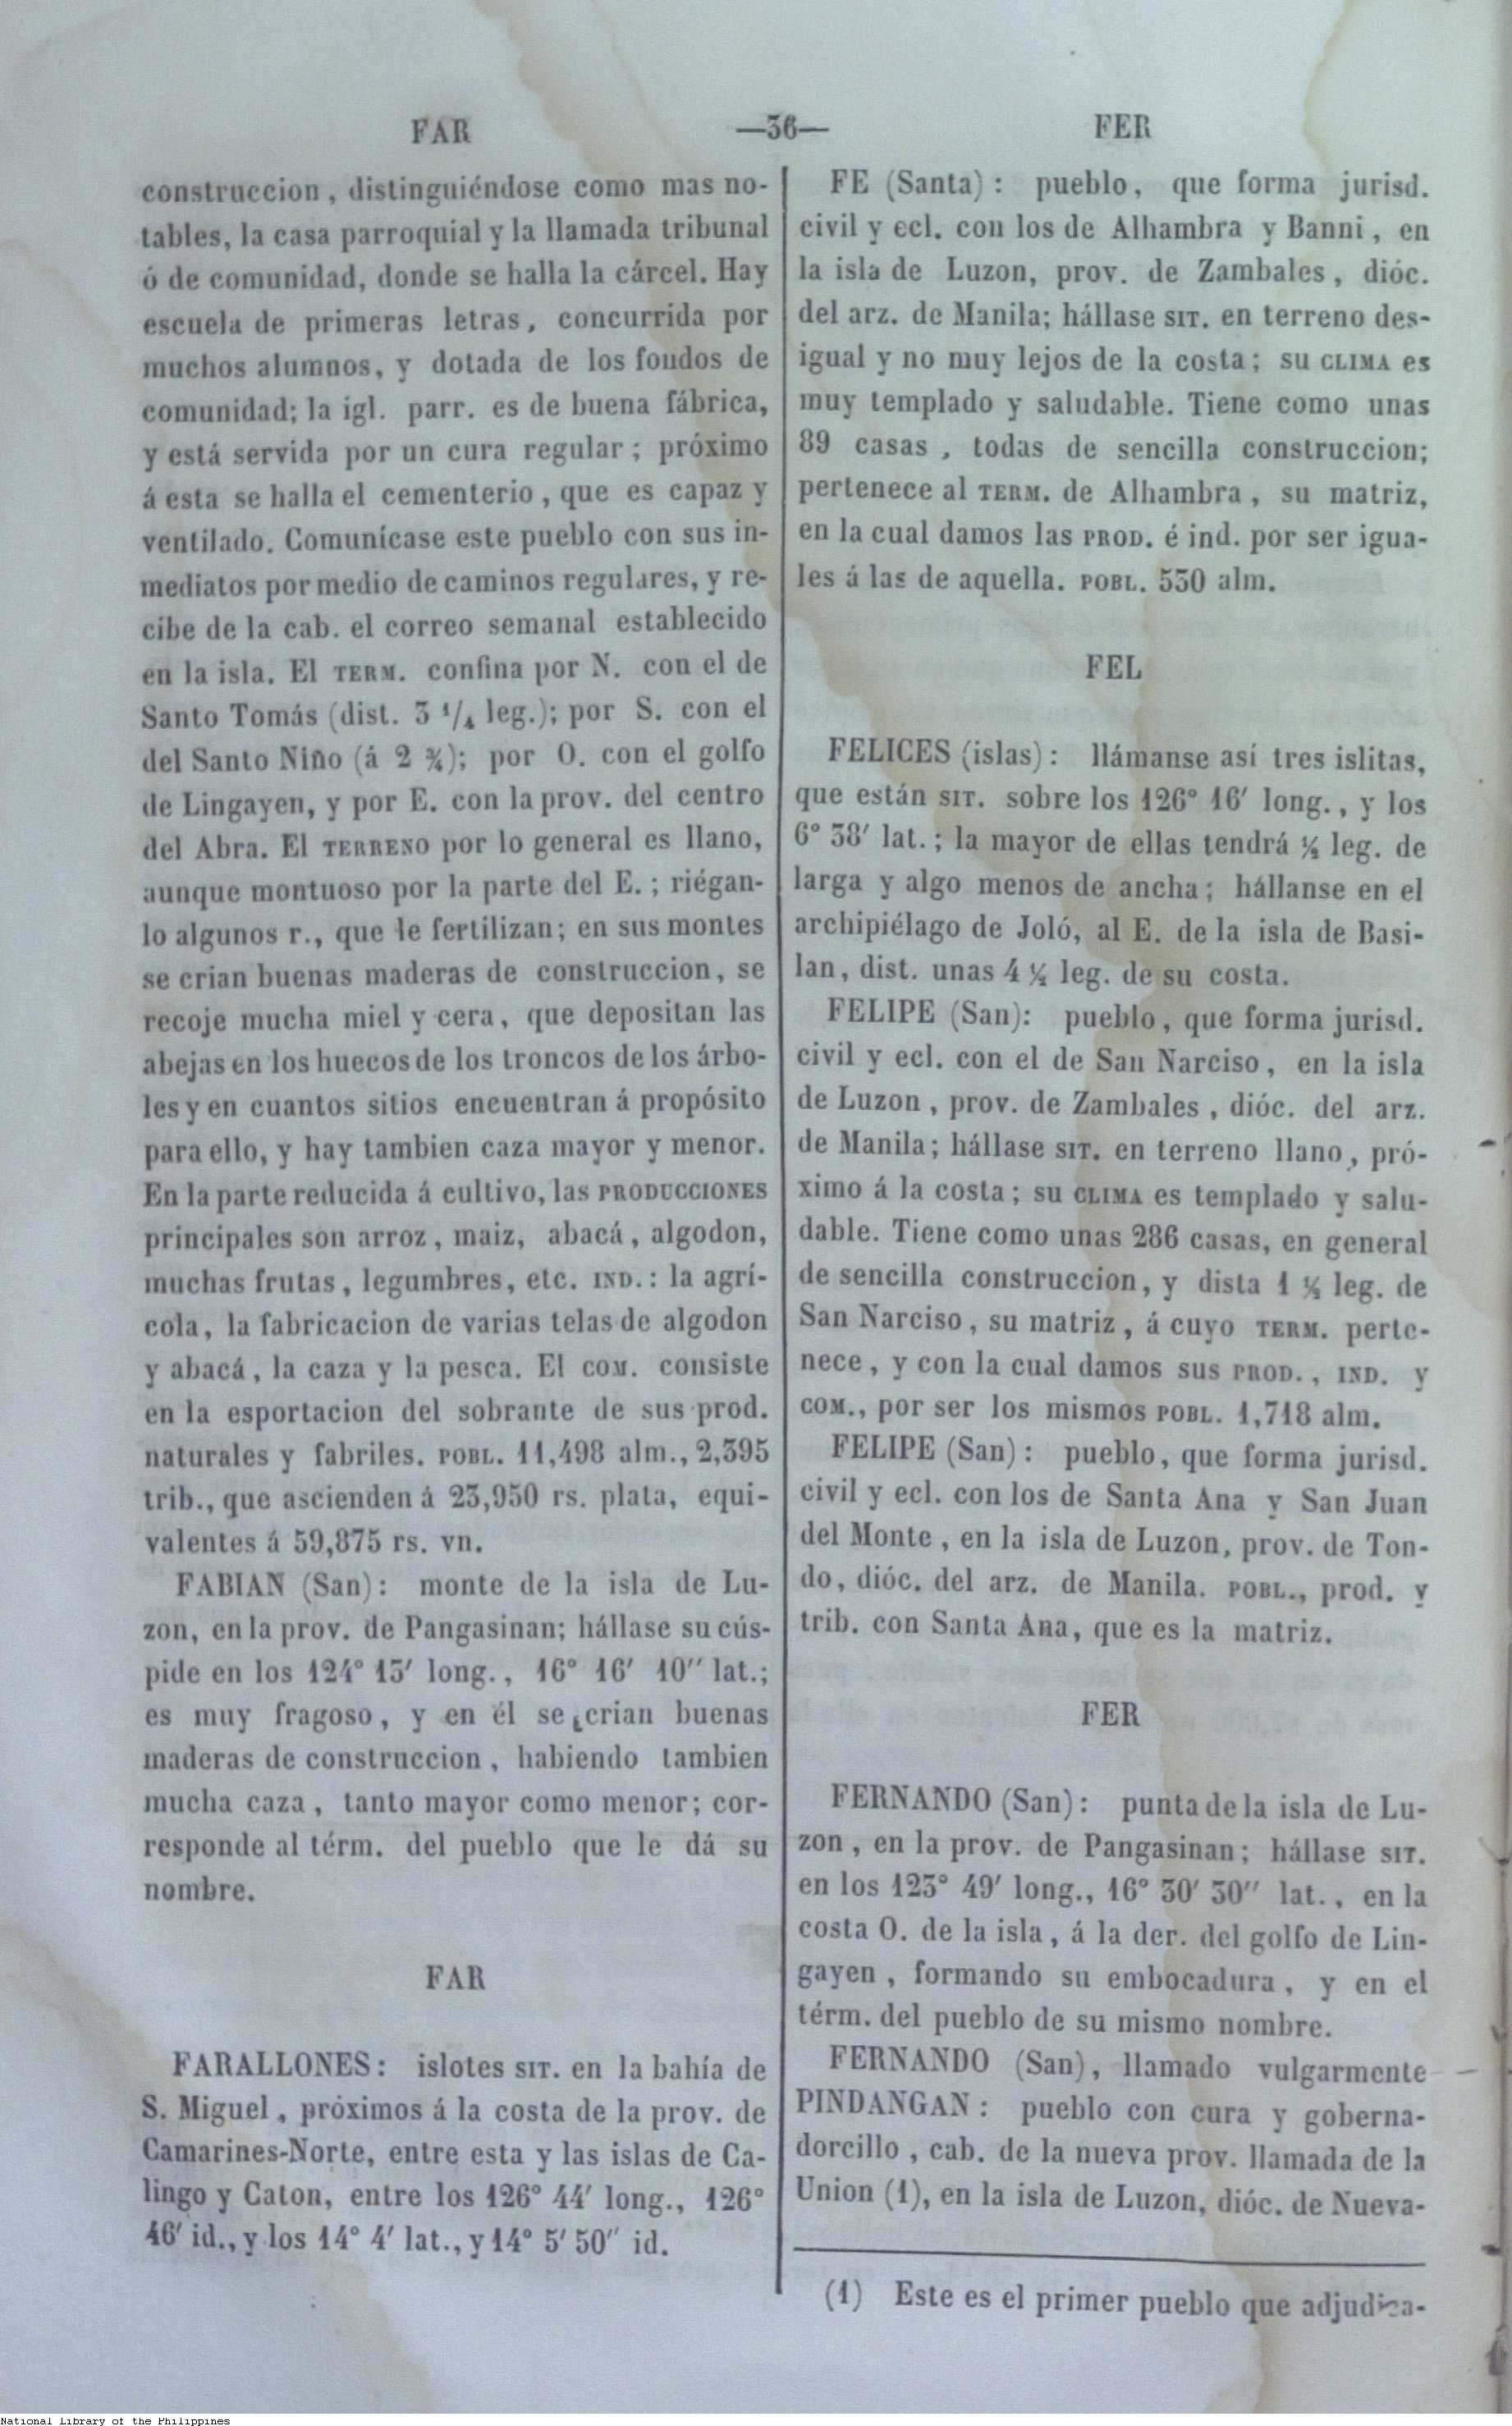 FAR —36— FER
construccion, distinguiéndose como mas no-
tables, la casa parroquial y la llamada tribunal
ó de comunidad, donde se halla la cárcel. Hay
escuela de primeras letras, concurrida por
muchos alumnos, y dotada de los fondos de
comunidad; la igl. parr. es de buena fábrica,
y está servida por un cura regular; próximo
á esta se halla el cementerio, que es capaz y
ventilado. Comunícase este pueblo con sus in-
mediatos por medio de caminos regulares, y re-
cibe de la cab. el correo semanal establecido
en la isla. El TERM. confina por N. con el de
Santo Tomás (dist. 3 1/4 leg.); por S. con el
del Santo Niño (á 2 ¾); por O. con el golfo
de Lingayen, y por E. con la prov. del centro
del Abra. El TERRENO por lo general es llano,
aunque montuoso por la parte del E.; riégan-
lo algunos r., que le fertilizan; en sus montes
se crian buenas maderas de construccion, se
recoje mucha miel y cera, que depositan las
abejas en los huecos de los troncos de los árbo-
les y en cuantos sitios encuentran á propósito
para ello, y hay tambien caza mayor y menor.
En la parte reducida á cultivo, las PRODUCCIONES
principales son arroz, maiz, abacá, algodon,
muchas frutas, legumbres, etc. IND.: la agrí-
cola, la fabricacion de varias telas de algodon
y abacá, la caza y la pesca. El COM. consiste
en la esportacion del sobrante de sus prod.
naturales y fabriles. POBL. 11,498 alm., 2,395
trib., que ascienden á 23,950 rs. plata, equi-
valentes á 59,875 rs. vn.
FABIAN (San): monte de la isla de Lu-
zon, en la prov. de Pangasinan; hállase su cús-
pide en los 124° 13′ long., 16° 16′ 10″ lat.;
es muy fragoso, y en él se crian buenas
maderas de construccion, habiendo tambien
mucha caza, tanto mayor como menor; cor-
responde al térm. del pueblo que le dá su
nombre.
FAR
FARALLONES: islotes SIT. en la bahía de
S. Miguel, próximos á la costa de la prov. de
Camarines-Norte, entre esta y las islas de Ca-
lingo y Caton, entre los 126° 44′ long., 126°
46′ id., y los 14° 4′ lat., y 14° 5′ 50″ id.
FE (Santa): pueblo, que forma jurisd.
civil y ecl. con los de Alhambra y Banni, en
la isla de Luzon, prov. de Zambales, dióc.
del arz. de Manila; hállase SIT. en terreno des-
igual y no muy lejos de la costa; su CLIMA es
muy templado y saludable. Tiene como unas
89 casas, todas de sencilla construccion;
pertenece al TERM. de Alhambra, su matriz,
en la cual damos las PROD. é ind. por ser igua-
les á las de aquella. POBL. 530 alm.
FEL
FELICES (islas): llámanse así tres islitas,
que están SIT. sobre los 126° 16′ long., y los
6° 38′ lat.; la mayor de ellas tendrá ½ leg. de
larga y algo menos de ancha; hállanse en el
archipiélago de Joló, al E. de la isla de Basi-
lan, dist. unas 4 ½ leg. de su costa.
FELIPE (San): pueblo, que forma jurisd.
civil y ecl. con el de San Narciso, en la isla
de Luzon, prov. de Zambales, dióc. del arz.
de Manila; hállase SIT. en terreno llano, pró-
ximo á la costa; su CLIMA es templado y salu-
dable. Tiene como unas 286 casas, en general
de sencilla construccion, y dista 1 ½ leg. de
San Narciso, su matriz, á cuyo TERM. perte-
nece, y con la cual damos sus PROD., IND. y
COM., por ser los mismos POBL. 1,718 alm.
FELIPE (San): pueblo, que forma jurisd.
civil y ecl. con los de Santa Ana y San Juan
del Monte, en la isla de Luzon, prov. de Ton-
do, dióc. del arz. de Manila. POBL., prod. y
trib. con Santa Ana, que es la matriz.
FER
FERNANDO (San): punta de la isla de Lu-
zon, en la prov. de Pangasinan; hállase SIT.
en los 123° 49′ long., 16° 30′ 30″ lat., en la
costa O. de la isla, á la der. del golfo de Lin-
gayen, formando su embocadura, y en el
térm. del pueblo de su mismo nombre.
FERNANDO (San), llamado vulgarmente
PINDANGAN: pueblo con cura y goberna-
dorcillo, cab. de la nueva prov. llamada de la
Union (1), en la isla de Luzon, dióc. de Nueva-
(1) Este es el primer pueblo que adjudica-
National Library of the Philippines